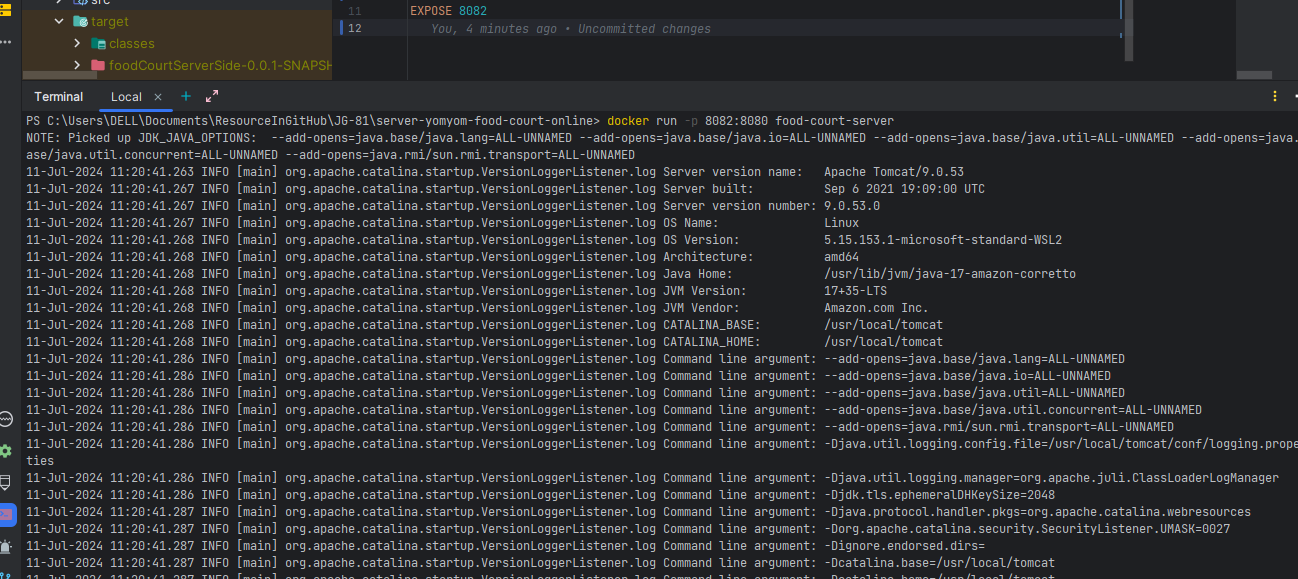 src
target
classes
foodCourtServerSide-0.0.1-SNAPSH
11 EXPOSE 8082
12 You, 4 minutes ago • Uncommitted changes
Terminal Local × +
PS C:\Users\DELL\Documents\ResourceInGitHub\JG-81\server-yomyom-food-court-online> docker run -p 8082:8080 food-court-server
NOTE: Picked up JDK_JAVA_OPTIONS:  --add-opens=java.base/java.lang=ALL-UNNAMED --add-opens=java.base/java.io=ALL-UNNAMED --add-opens=java.base/java.util=ALL-UNNAMED --add-opens=java.
ase/java.util.concurrent=ALL-UNNAMED --add-opens=java.rmi/sun.rmi.transport=ALL-UNNAMED
11-Jul-2024 11:20:41.263 INFO [main] org.apache.catalina.startup.VersionLoggerListener.log Server version name:   Apache Tomcat/9.0.53
11-Jul-2024 11:20:41.267 INFO [main] org.apache.catalina.startup.VersionLoggerListener.log Server built:          Sep 6 2021 19:09:00 UTC
11-Jul-2024 11:20:41.267 INFO [main] org.apache.catalina.startup.VersionLoggerListener.log Server version number: 9.0.53.0
11-Jul-2024 11:20:41.267 INFO [main] org.apache.catalina.startup.VersionLoggerListener.log OS Name:               Linux
11-Jul-2024 11:20:41.268 INFO [main] org.apache.catalina.startup.VersionLoggerListener.log OS Version:            5.15.153.1-microsoft-standard-WSL2
11-Jul-2024 11:20:41.268 INFO [main] org.apache.catalina.startup.VersionLoggerListener.log Architecture:          amd64
11-Jul-2024 11:20:41.268 INFO [main] org.apache.catalina.startup.VersionLoggerListener.log Java Home:             /usr/lib/jvm/java-17-amazon-corretto
11-Jul-2024 11:20:41.268 INFO [main] org.apache.catalina.startup.VersionLoggerListener.log JVM Version:           17+35-LTS
11-Jul-2024 11:20:41.268 INFO [main] org.apache.catalina.startup.VersionLoggerListener.log JVM Vendor:            Amazon.com Inc.
11-Jul-2024 11:20:41.268 INFO [main] org.apache.catalina.startup.VersionLoggerListener.log CATALINA_BASE:         /usr/local/tomcat
11-Jul-2024 11:20:41.268 INFO [main] org.apache.catalina.startup.VersionLoggerListener.log CATALINA_HOME:         /usr/local/tomcat
11-Jul-2024 11:20:41.286 INFO [main] org.apache.catalina.startup.VersionLoggerListener.log Command line argument: --add-opens=java.base/java.lang=ALL-UNNAMED
11-Jul-2024 11:20:41.286 INFO [main] org.apache.catalina.startup.VersionLoggerListener.log Command line argument: --add-opens=java.base/java.io=ALL-UNNAMED
11-Jul-2024 11:20:41.286 INFO [main] org.apache.catalina.startup.VersionLoggerListener.log Command line argument: --add-opens=java.base/java.util=ALL-UNNAMED
11-Jul-2024 11:20:41.286 INFO [main] org.apache.catalina.startup.VersionLoggerListener.log Command line argument: --add-opens=java.base/java.util.concurrent=ALL-UNNAMED
11-Jul-2024 11:20:41.286 INFO [main] org.apache.catalina.startup.VersionLoggerListener.log Command line argument: --add-opens=java.rmi/sun.rmi.transport=ALL-UNNAMED
11-Jul-2024 11:20:41.286 INFO [main] org.apache.catalina.startup.VersionLoggerListener.log Command line argument: -Djava.util.logging.config.file=/usr/local/tomcat/conf/logging.prope
ties
11-Jul-2024 11:20:41.286 INFO [main] org.apache.catalina.startup.VersionLoggerListener.log Command line argument: -Djava.util.logging.manager=org.apache.juli.ClassLoaderLogManager
11-Jul-2024 11:20:41.286 INFO [main] org.apache.catalina.startup.VersionLoggerListener.log Command line argument: -Djdk.tls.ephemeralDHKeySize=2048
11-Jul-2024 11:20:41.287 INFO [main] org.apache.catalina.startup.VersionLoggerListener.log Command line argument: -Djava.protocol.handler.pkgs=org.apache.catalina.webresources
11-Jul-2024 11:20:41.287 INFO [main] org.apache.catalina.startup.VersionLoggerListener.log Command line argument: -Dorg.apache.catalina.security.SecurityListener.UMASK=0027
11-Jul-2024 11:20:41.287 INFO [main] org.apache.catalina.startup.VersionLoggerListener.log Command line argument: -Dignore.endorsed.dirs=
11-Jul-2024 11:20:41.287 INFO [main] org.apache.catalina.startup.VersionLoggerListener.log Command line argument: -Dcatalina.base=/usr/local/tomcat
11-Jul-2024 11:20:41.287 INFO [main] org.apache.catalina.startup.VersionLoggerListener.log Command line argument: -Dcatalina.home=/usr/local/tomcat